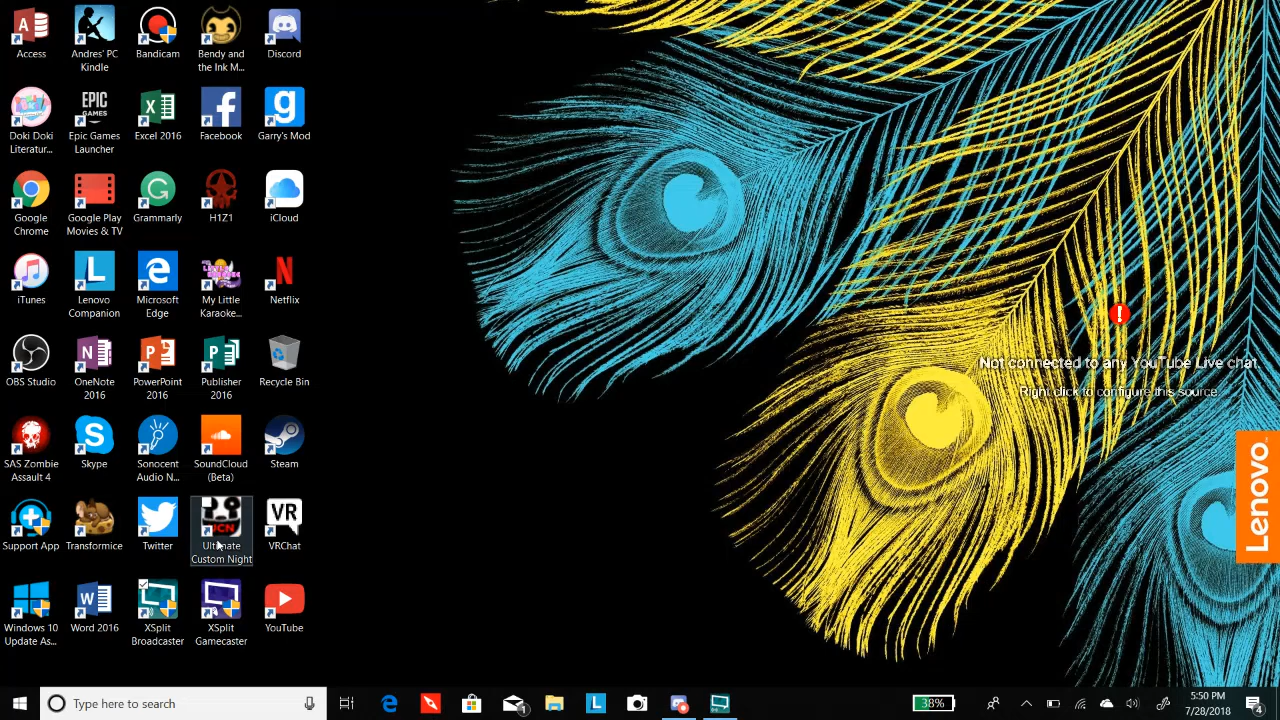 Access
Andres' PC
Kindle
Bandicam
Bendy and
the Ink M...
Discord
Doki Doki
Literatur...
EPIC
GAMES
Epic Games
Launcher
Excel 2016
Facebook
g
Garry's Mod
Google
Chrome
Google Play
Movies & TV
Grammarly
H1Z1
iCloud
iTunes
L
Lenovo
Companion
Microsoft
Edge
My Little
Karaoke...
Netflix
OBS Studio
OneNote
2016
PowerPoint
2016
Publisher
2016
Recycle Bin
Not connected to any YouTube Live chat.
Right click to configure this source.
SAS Zombie
Assault 4
Skype
Sonocent
Audio N...
SoundCloud
(Beta)
Steam
Lenovo
Support App
Transformice
Twitter
UCN
Ultimate
Custom Night
VR
VRChat
Windows 10
Update As...
Word 2016
XSplit
Broadcaster
XSplit
Gamecaster
YouTube
Type here to search
38%
5:50 PM
7/28/2018
4